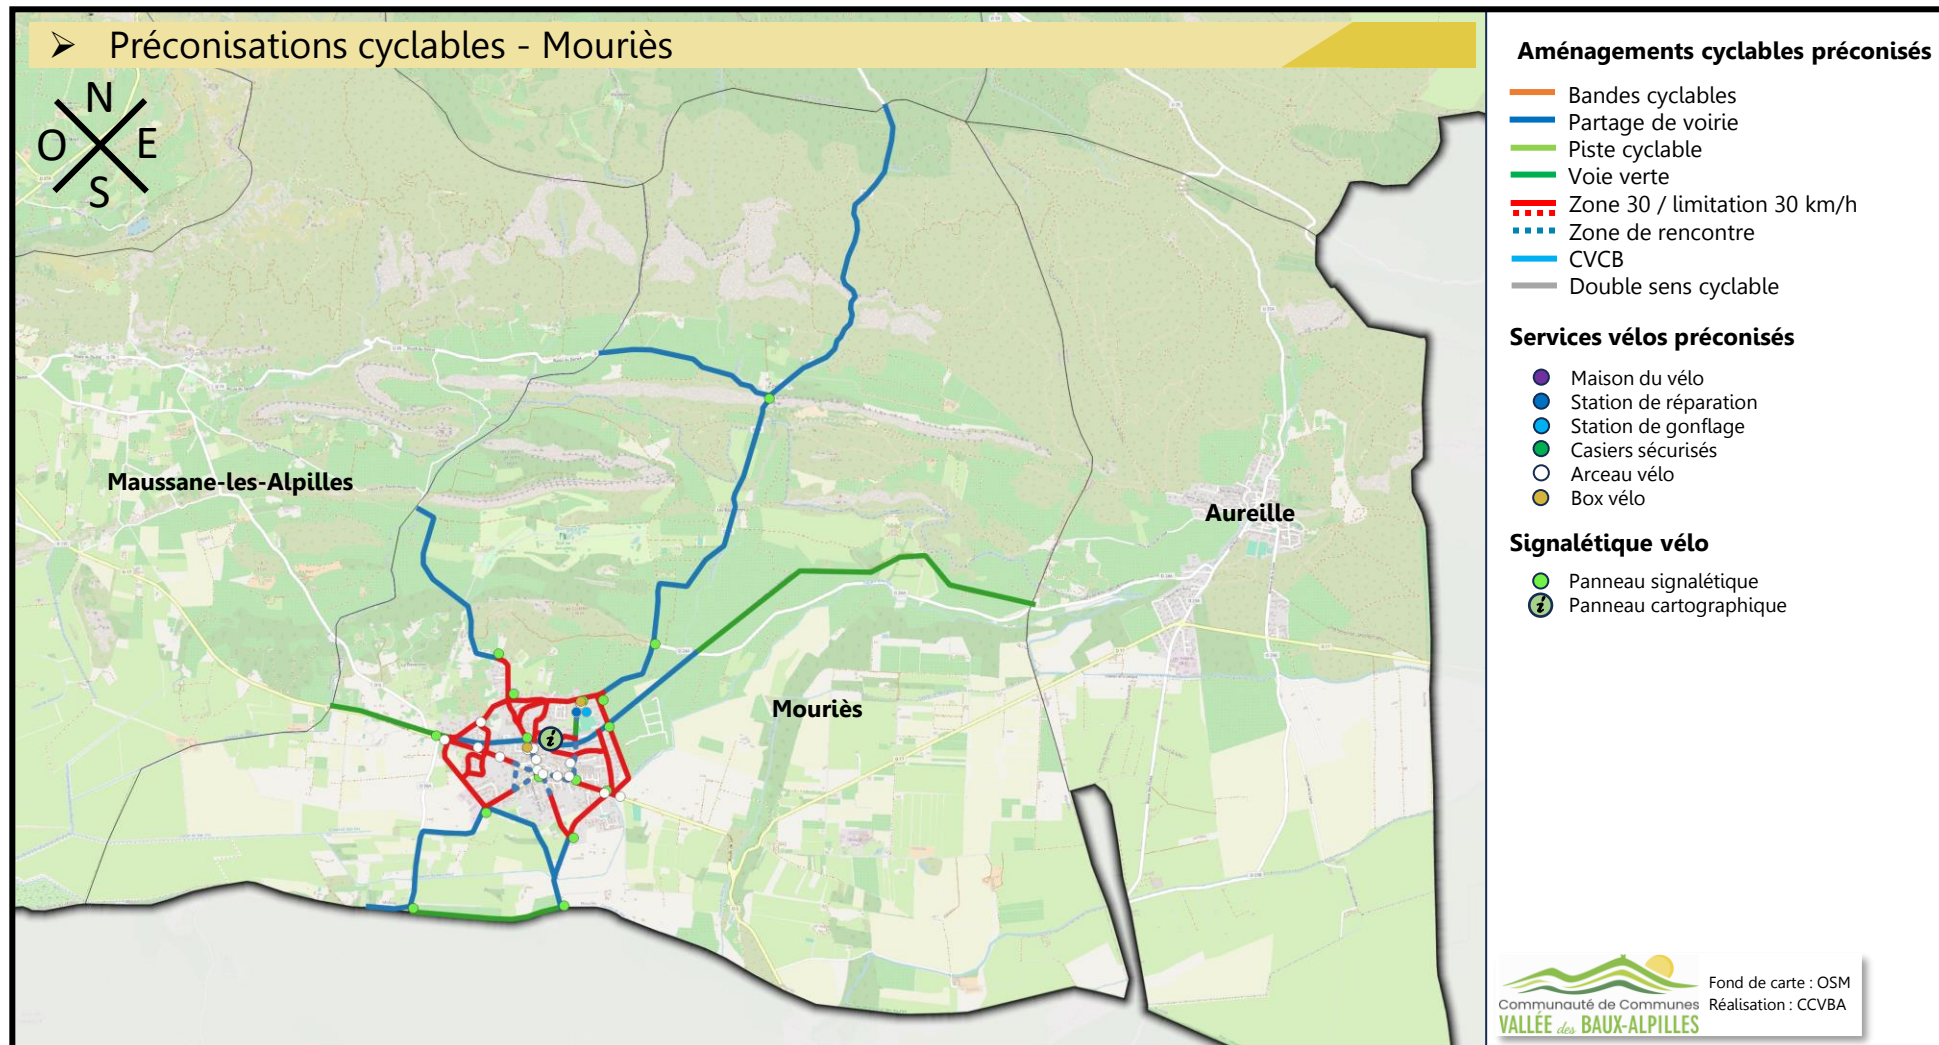 ➢ Préconisations cyclables - Mouriès
N
O E
S
Maussane-les-Alpilles
Aureille
Mouriès
i
Aménagements cyclables préconisés
Bandes cyclables
Partage de voirie
Piste cyclable
Voie verte
Zone 30 / limitation 30 km/h
Zone de rencontre
CVCB
Double sens cyclable
Services vélos préconisés
Maison du vélo
Station de réparation
Station de gonflage
Casiers sécurisés
Arceau vélo
Box vélo
Signalétique vélo
Panneau signalétique
i Panneau cartographique
Communauté de Communes
VALLÉE des BAUX-ALPILLES
Fond de carte : OSM
Réalisation : CCVBA